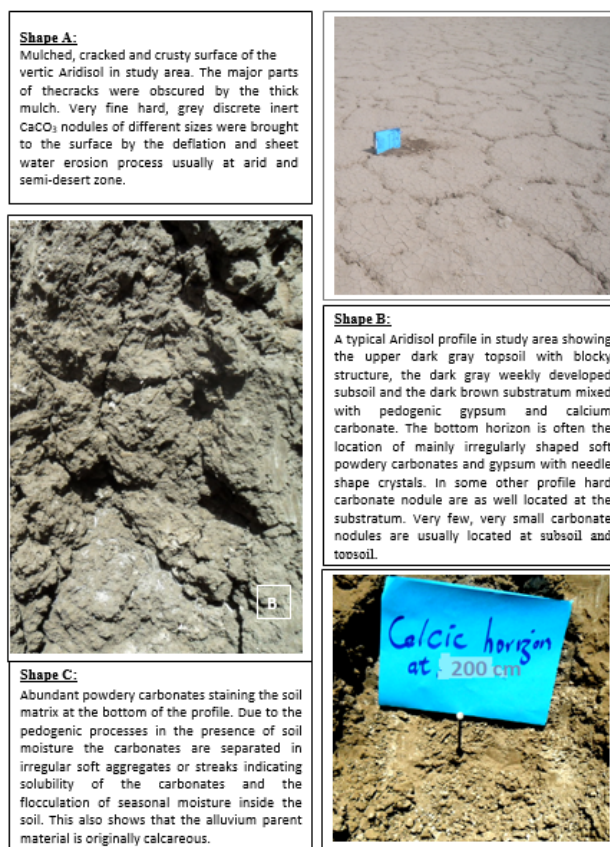 Shape A:
Mulched, cracked and crusty surface of the
vertic Aridisol in study area. The major parts
of thecracks were obscured by the thick
mulch. Very fine hard, grey discrete inert
CaCO₃ nodules of different sizes were brought
to the surface by the deflation and sheet
water erosion process usually at arid and
semi-desert zone.
B
Shape B:
A typical Aridisol profile in study area showing
the upper dark gray topsoil with blocky
structure, the dark gray weekly developed
subsoil and the dark brown substratum mixed
with pedogenic gypsum and calcium
carbonate. The bottom horizon is often the
location of mainly irregularly shaped soft
powdery carbonates and gypsum with needle
shape crystals. In some other profile hard
carbonate nodule are as well located at the
substratum. Very few, very small carbonate
nodules are usually located at subsoil and
topsoil.
Shape C:
Abundant powdery carbonates staining the soil
matrix at the bottom of the profile. Due to the
pedogenic processes in the presence of soil
moisture the carbonates are separated in
irregular soft aggregates or streaks indicating
solubility of the carbonates and the
flocculation of seasonal moisture inside the
soil. This also shows that the alluvium parent
material is originally calcareous.
Calcic horizon
at 200 cm